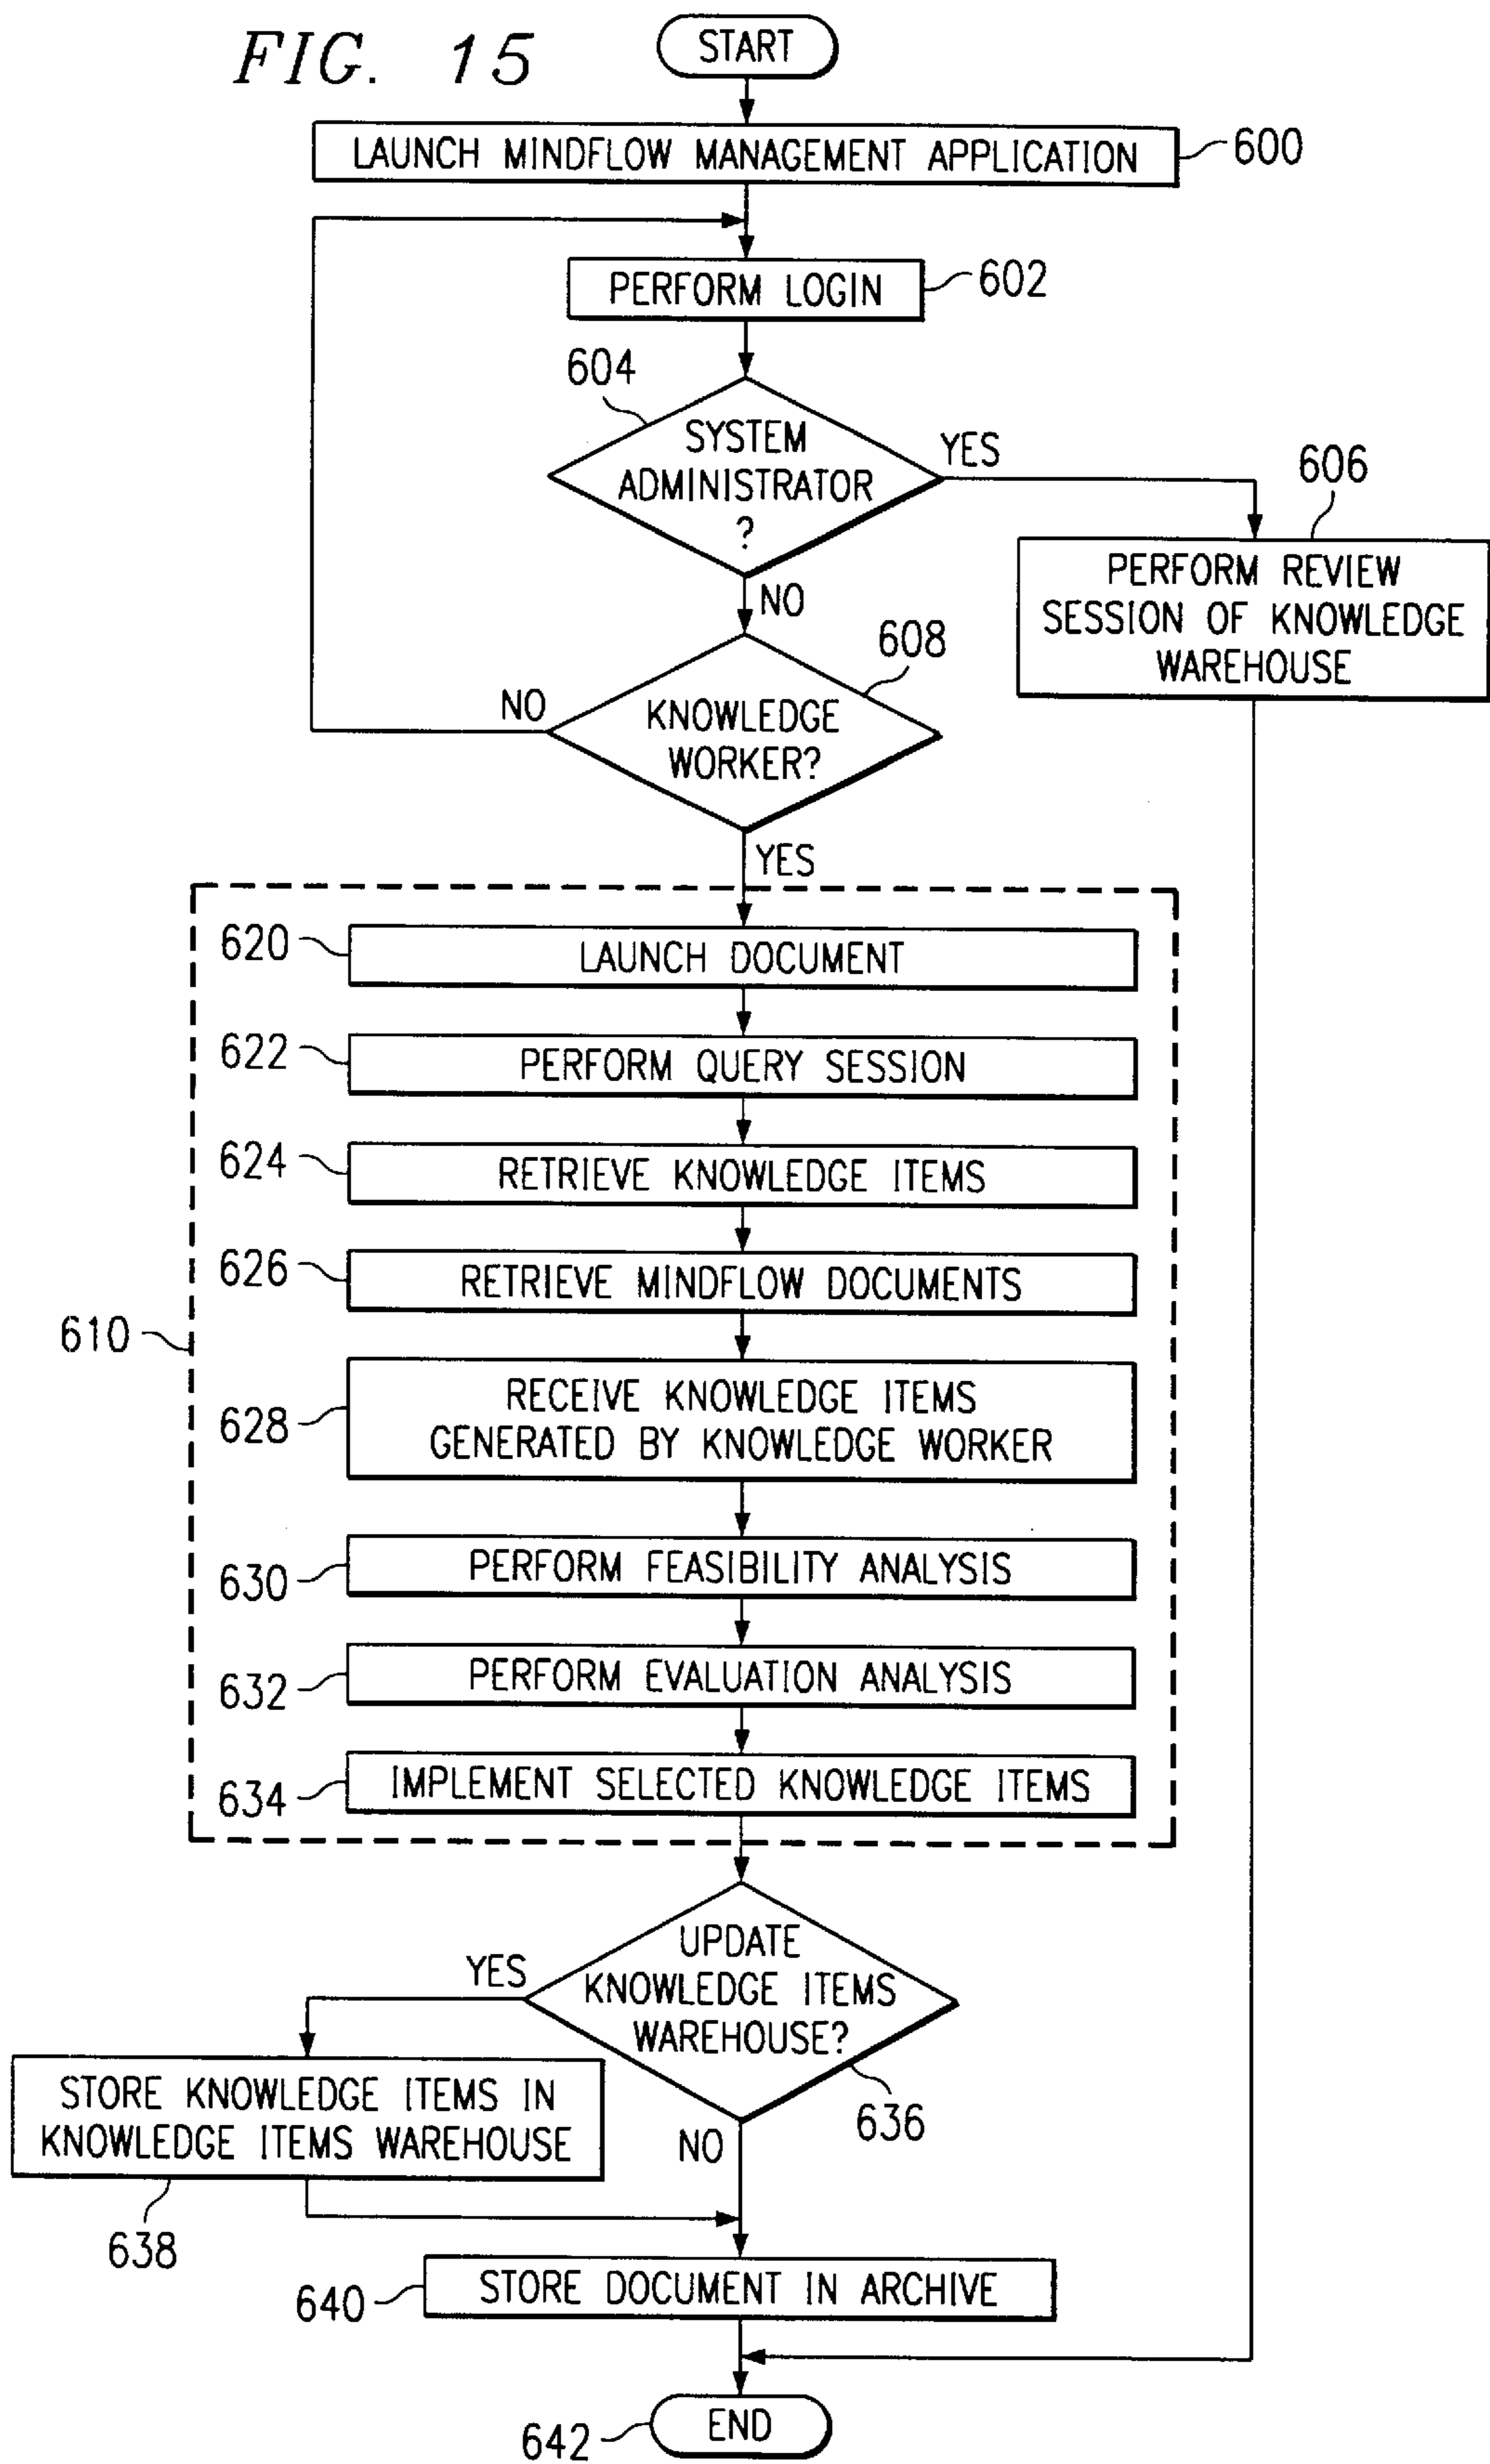 FIG. 15
START
LAUNCH MINDFLOW MANAGEMENT APPLICATION
600
PERFORM LOGIN
602
604
SYSTEM
ADMINISTRATOR
?
YES
606
PERFORM REVIEW
SESSION OF KNOWLEDGE
WAREHOUSE
NO
608
NO
KNOWLEDGE
WORKER?
YES
610
620
LAUNCH DOCUMENT
622
PERFORM QUERY SESSION
624
RETRIEVE KNOWLEDGE ITEMS
626
RETRIEVE MINDFLOW DOCUMENTS
628
RECEIVE KNOWLEDGE ITEMS
GENERATED BY KNOWLEDGE WORKER
630
PERFORM FEASIBILITY ANALYSIS
632
PERFORM EVALUATION ANALYSIS
634
IMPLEMENT SELECTED KNOWLEDGE ITEMS
UPDATE
KNOWLEDGE ITEMS
WAREHOUSE?
636
YES
STORE KNOWLEDGE ITEMS IN
KNOWLEDGE ITEMS WAREHOUSE
638
NO
640
STORE DOCUMENT IN ARCHIVE
642
END